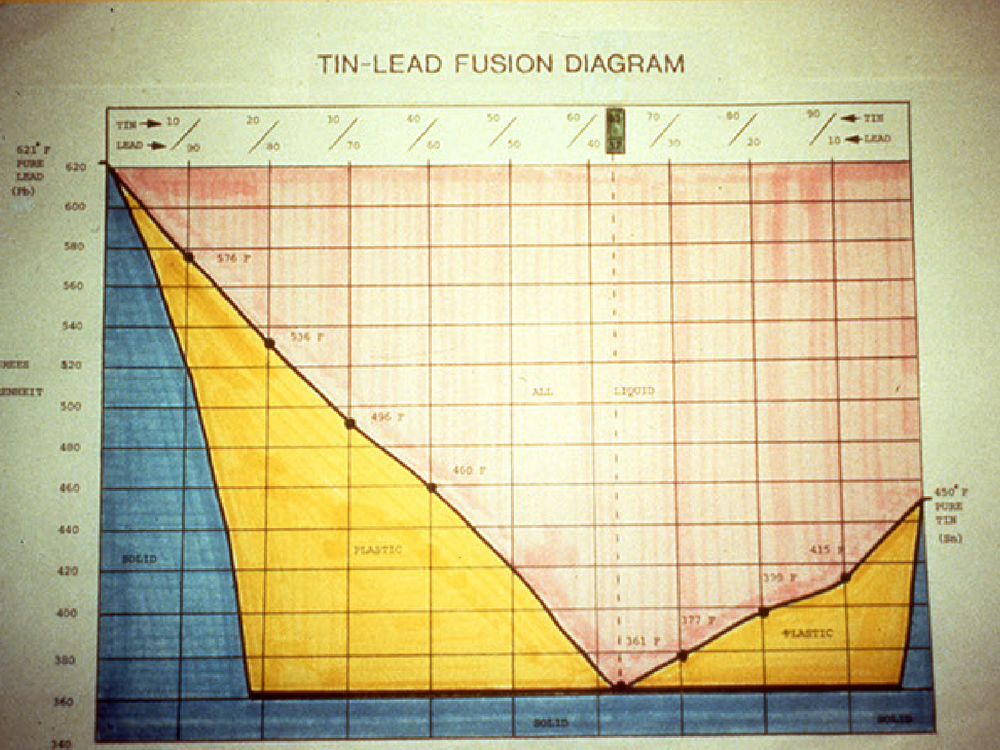 TIN-LEAD FUSION DIAGRAM
TIN 10 20 30 40 50 60 63 70 80 90 TIN
LEAD 90 80 70 60 50 40 37 30 20 10 LEAD
621° F
PURE
LEAD
(Pb)
620
600
580
576 F
560
540
536 F
520
500
ALL LIQUID
496 F
480
460 F
460
450° F
PURE
TIN
(Sn)
440
PLASTIC
415 F
SOLID
420
400
377 F
PLASTIC
361 F
380
360
SOLID
SOLID
340